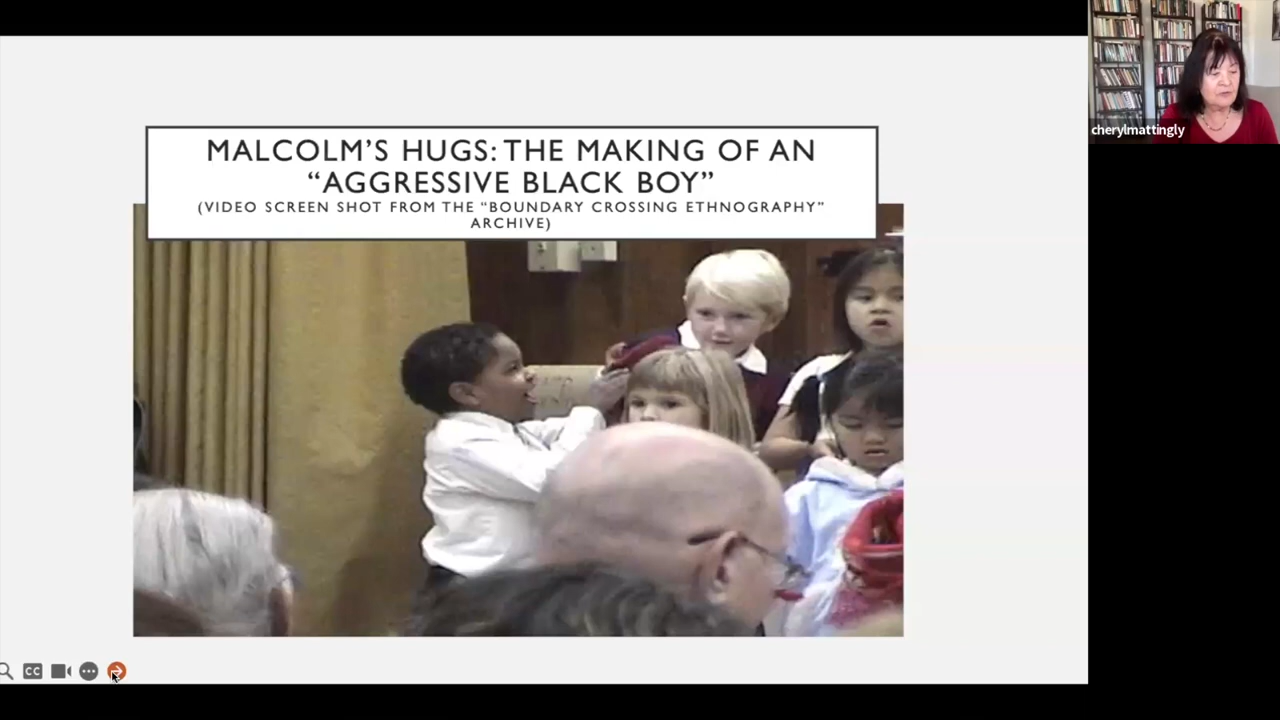 MALCOLM'S HUGS: THE MAKING OF AN
“AGGRESSIVE BLACK BOY”
(VIDEO SCREEN SHOT FROM THE “BOUNDARY CROSSING ETHNOGRAPHY”
ARCHIVE)
cherylmattingly
CC